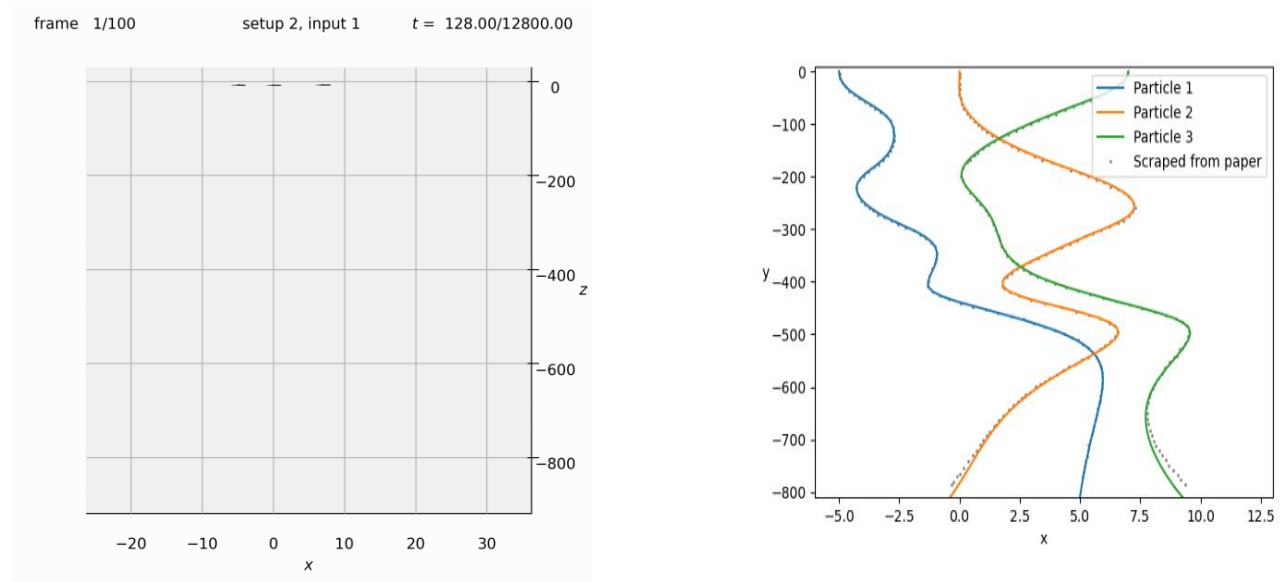 frame 1/100 setup 2, input 1 t = 128.00/12800.00
0
−200
−400
z
−600
−800
−20 −10 0 10 20 30
x
0
−100
−200
−300
y
−400
−500
−600
−700
−800
Particle 1
Particle 2
Particle 3
Scraped from paper
−5.0 −2.5 0.0 2.5 5.0 7.5 10.0 12.5
x